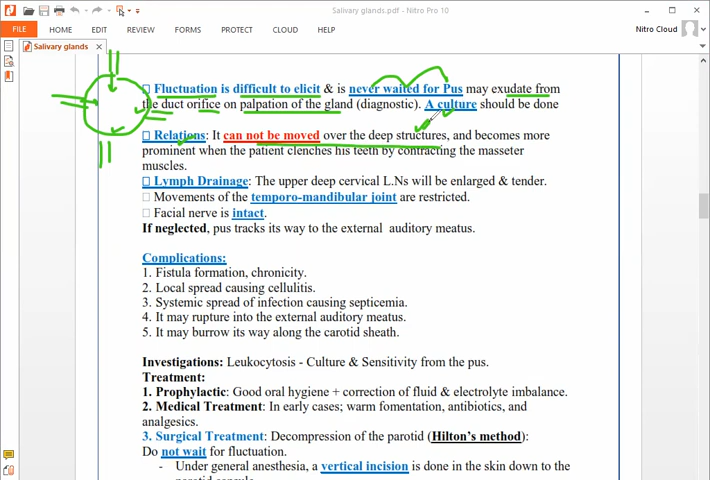 Salivary glands.pdf - Nitro Pro 10
FILE HOME EDIT REVIEW FORMS PROTECT CLOUD HELP Nitro Cloud
Salivary glands
Fluctuation is difficult to elicit & is never waited for Pus may exudate from
the duct orifice on palpation of the gland (diagnostic). A culture should be done
Relations: It can not be moved over the deep structures, and becomes more
prominent when the patient clenches his teeth by contracting the masseter
muscles.
Lymph Drainage: The upper deep cervical L.Ns will be enlarged & tender.
Movements of the temporo-mandibular joint are restricted.
Facial nerve is intact.
If neglected, pus tracks its way to the external auditory meatus.
Complications:
1. Fistula formation, chronicity.
2. Local spread causing cellulitis.
3. Systemic spread of infection causing septicemia.
4. It may rupture into the external auditory meatus.
5. It may burrow its way along the carotid sheath.
Investigations: Leukocytosis - Culture & Sensitivity from the pus.
Treatment:
1. Prophylactic: Good oral hygiene + correction of fluid & electrolyte imbalance.
2. Medical Treatment: In early cases; warm fomentation, antibiotics, and
analgesics.
3. Surgical Treatment: Decompression of the parotid (Hilton's method):
Do not wait for fluctuation.
- Under general anesthesia, a vertical incision is done in the skin down to the
parotid capsule.